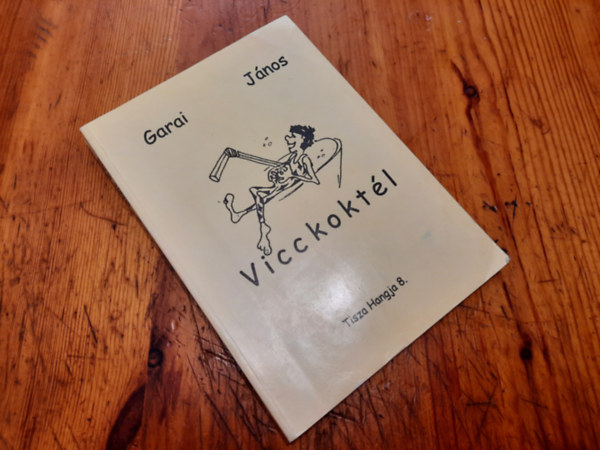 Garai János
Vicckoktél
Tisza Hangja 8.